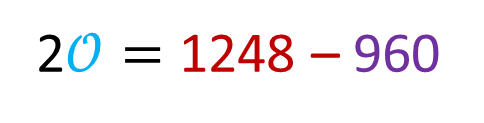 2𝒪 = 1248 – 960